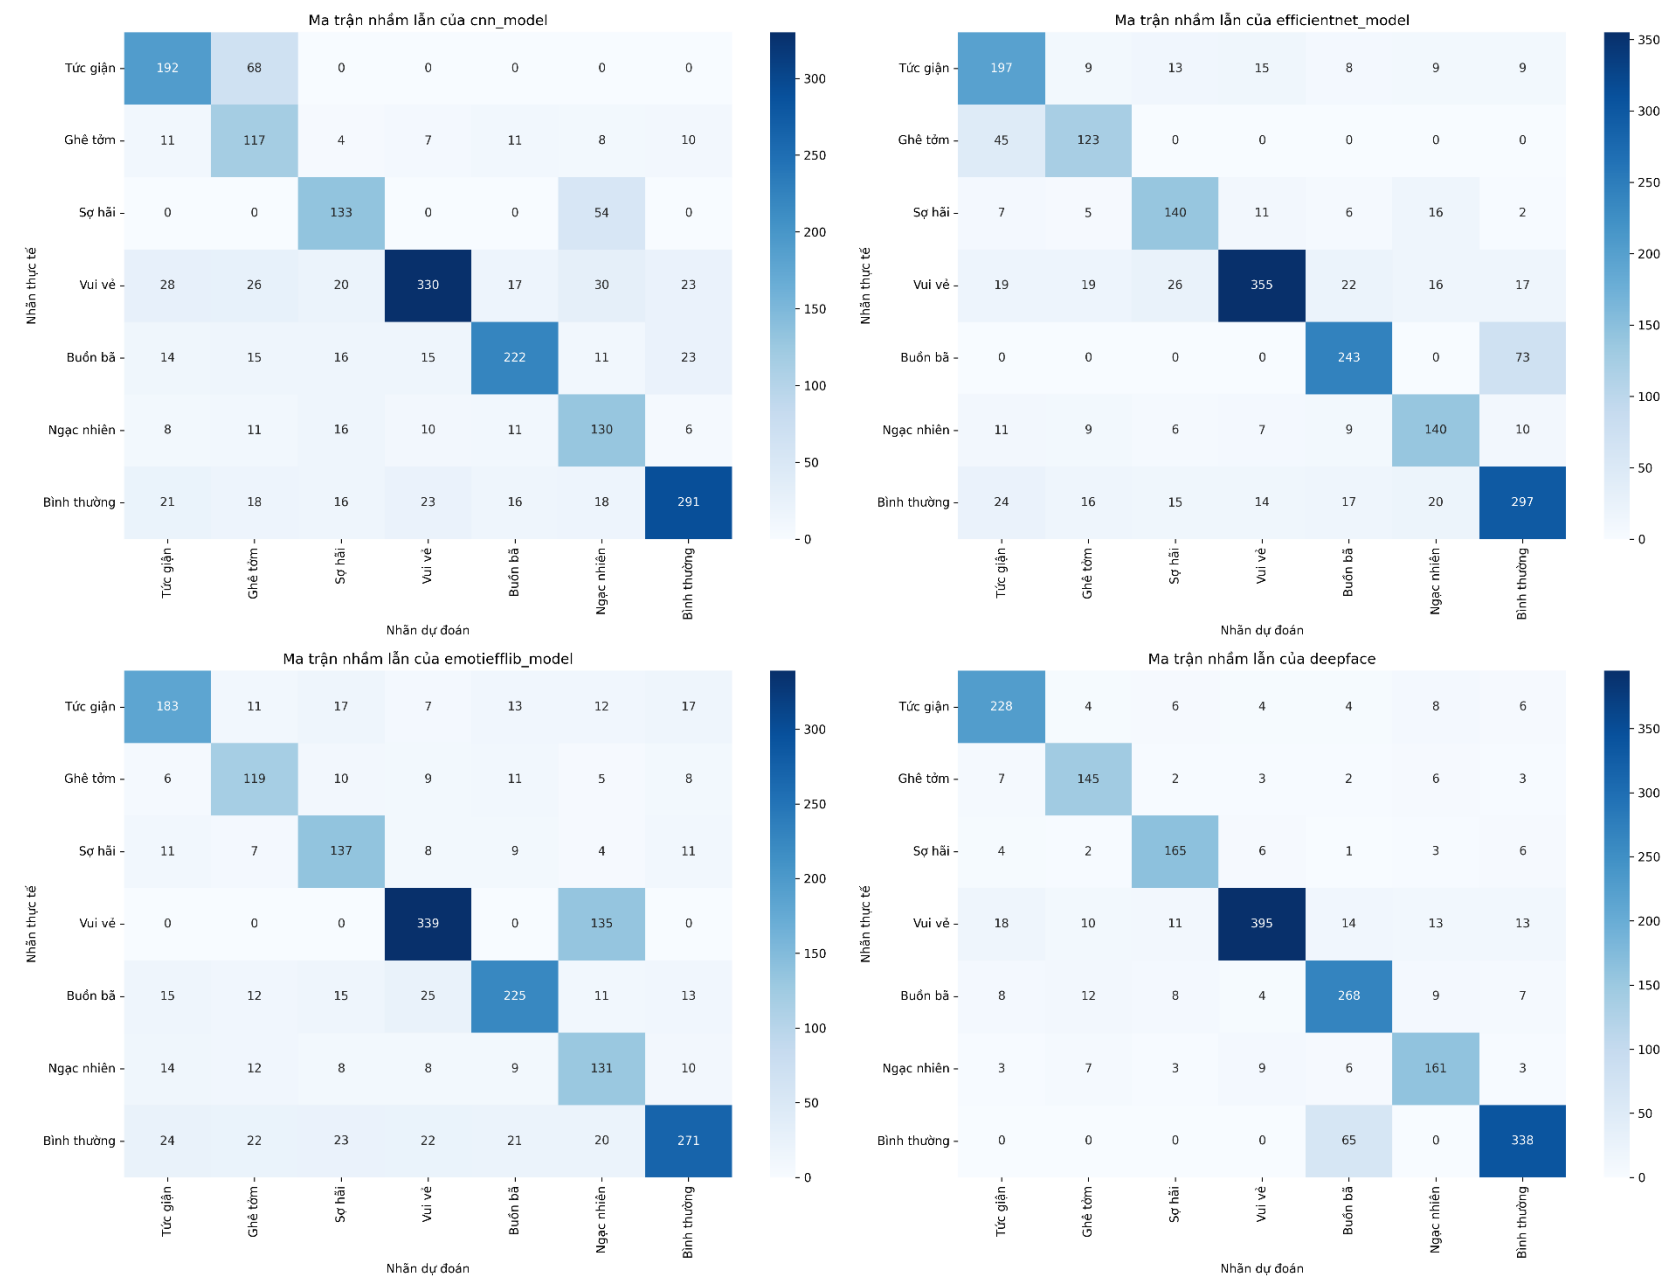 Ma trận nhầm lẫn của cnn_model
Tức giận 192 68 0 0 0 0 0
Ghê tởm 11 117 4 7 11 8 10
Sợ hãi 0 0 133 0 0 54 0
Vui vẻ 28 26 20 330 17 30 23
Buồn bã 14 15 16 15 222 11 23
Ngạc nhiên 8 11 16 10 11 130 6
Bình thường 21 18 16 23 16 18 291
Nhãn thực tế
Tức giận Ghê tởm Sợ hãi Vui vẻ Buồn bã Ngạc nhiên Bình thường
Nhãn dự đoán
300
250
200
150
100
50
0
Ma trận nhầm lẫn của efficientnet_model
Tức giận 197 9 13 15 8 9 9
Ghê tởm 45 123 0 0 0 0 0
Sợ hãi 7 5 140 11 6 16 2
Vui vẻ 19 19 26 355 22 16 17
Buồn bã 0 0 0 0 243 0 73
Ngạc nhiên 11 9 6 7 9 140 10
Bình thường 24 16 15 14 17 20 297
Nhãn thực tế
Tức giận Ghê tởm Sợ hãi Vui vẻ Buồn bã Ngạc nhiên Bình thường
Nhãn dự đoán
350
300
250
200
150
100
50
0
Ma trận nhầm lẫn của emotiefflib_model
Tức giận 183 11 17 7 13 12 17
Ghê tởm 6 119 10 9 11 5 8
Sợ hãi 11 7 137 8 9 4 11
Vui vẻ 0 0 0 339 0 135 0
Buồn bã 15 12 15 25 225 11 13
Ngạc nhiên 14 12 8 8 9 131 10
Bình thường 24 22 23 22 21 20 271
Nhãn thực tế
Tức giận Ghê tởm Sợ hãi Vui vẻ Buồn bã Ngạc nhiên Bình thường
Nhãn dự đoán
300
250
200
150
100
50
0
Ma trận nhầm lẫn của deepface
Tức giận 228 4 6 4 4 8 6
Ghê tởm 7 145 2 3 2 6 3
Sợ hãi 4 2 165 6 1 3 6
Vui vẻ 18 10 11 395 14 13 13
Buồn bã 8 12 8 4 268 9 7
Ngạc nhiên 3 7 3 9 6 161 3
Bình thường 0 0 0 0 65 0 338
Nhãn thực tế
Tức giận Ghê tởm Sợ hãi Vui vẻ Buồn bã Ngạc nhiên Bình thường
Nhãn dự đoán
350
300
250
200
150
100
50
0